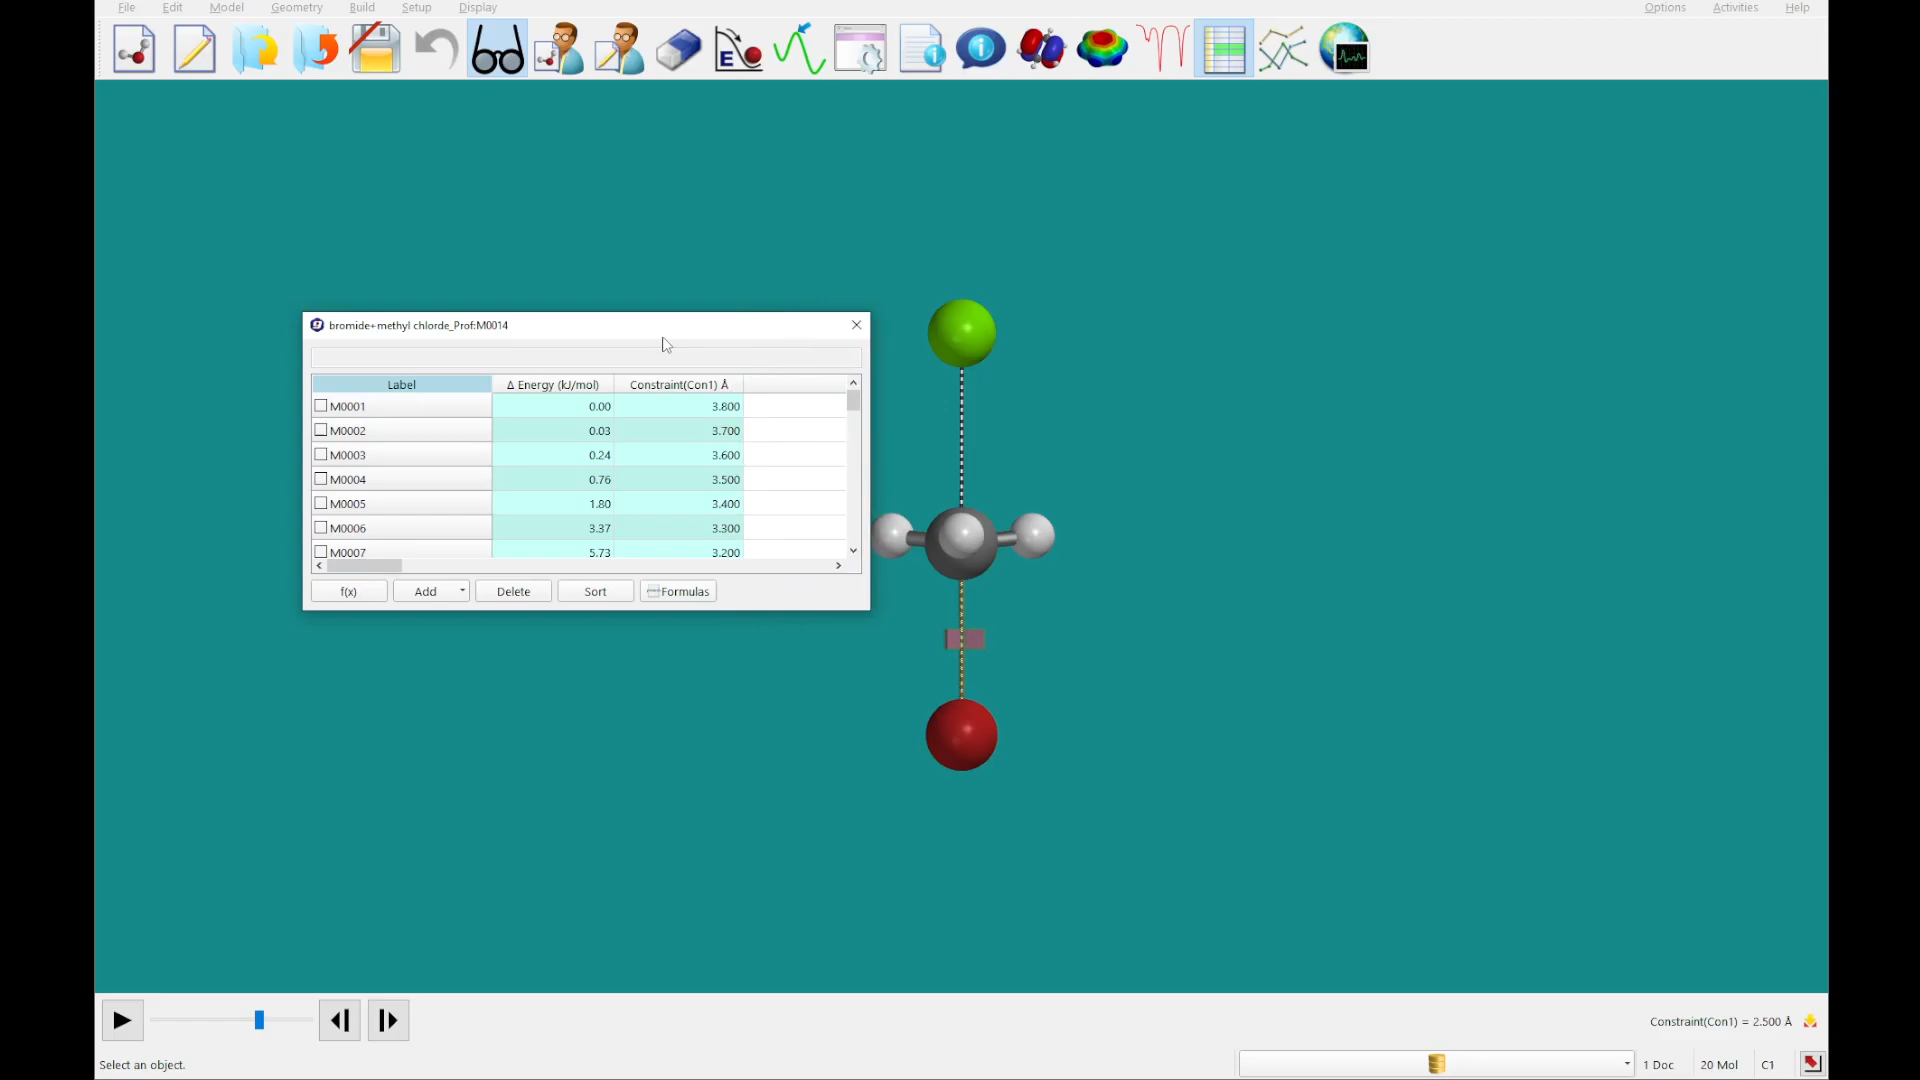 File Edit Model Geometry Build Setup Display Options Activities Help
E
bromide+methyl chlorde_Prof:M0014
Label Δ Energy (kJ/mol) Constraint(Con1) Å
M0001 0.00 3.800
M0002 0.03 3.700
M0003 0.24 3.600
M0004 0.76 3.500
M0005 1.80 3.400
M0006 3.37 3.300
M0007 5.73 3.200
f(x) Add Delete Sort Formulas
Constraint(Con1) = 2.500 Å
Select an object. 1 Doc 20 Mol C1